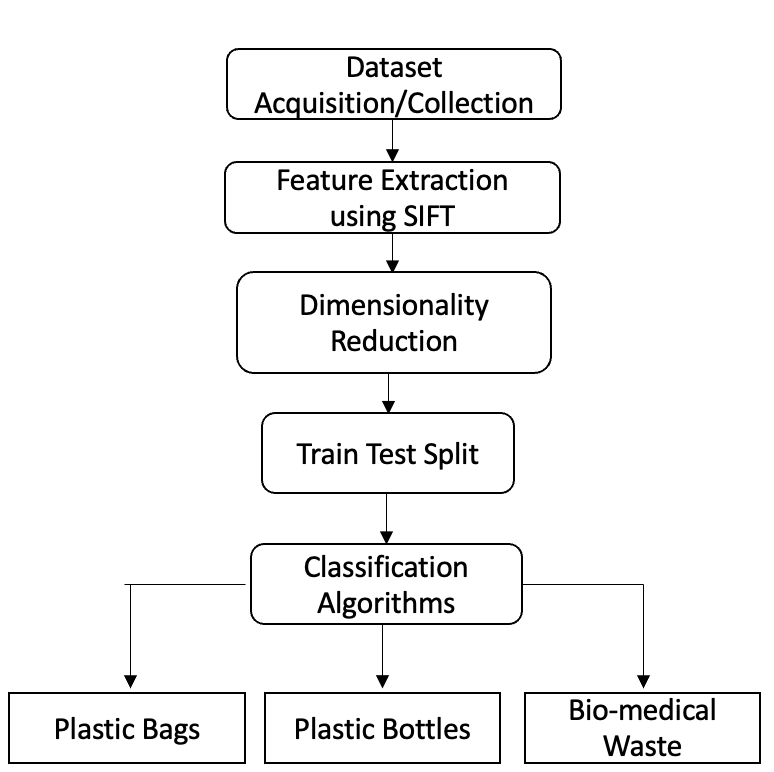 Dataset
Acquisition/Collection
Feature Extraction
using SIFT
Dimensionality
Reduction
Train Test Split
Classification
Algorithms
Plastic Bags
Plastic Bottles
Bio-medical
Waste